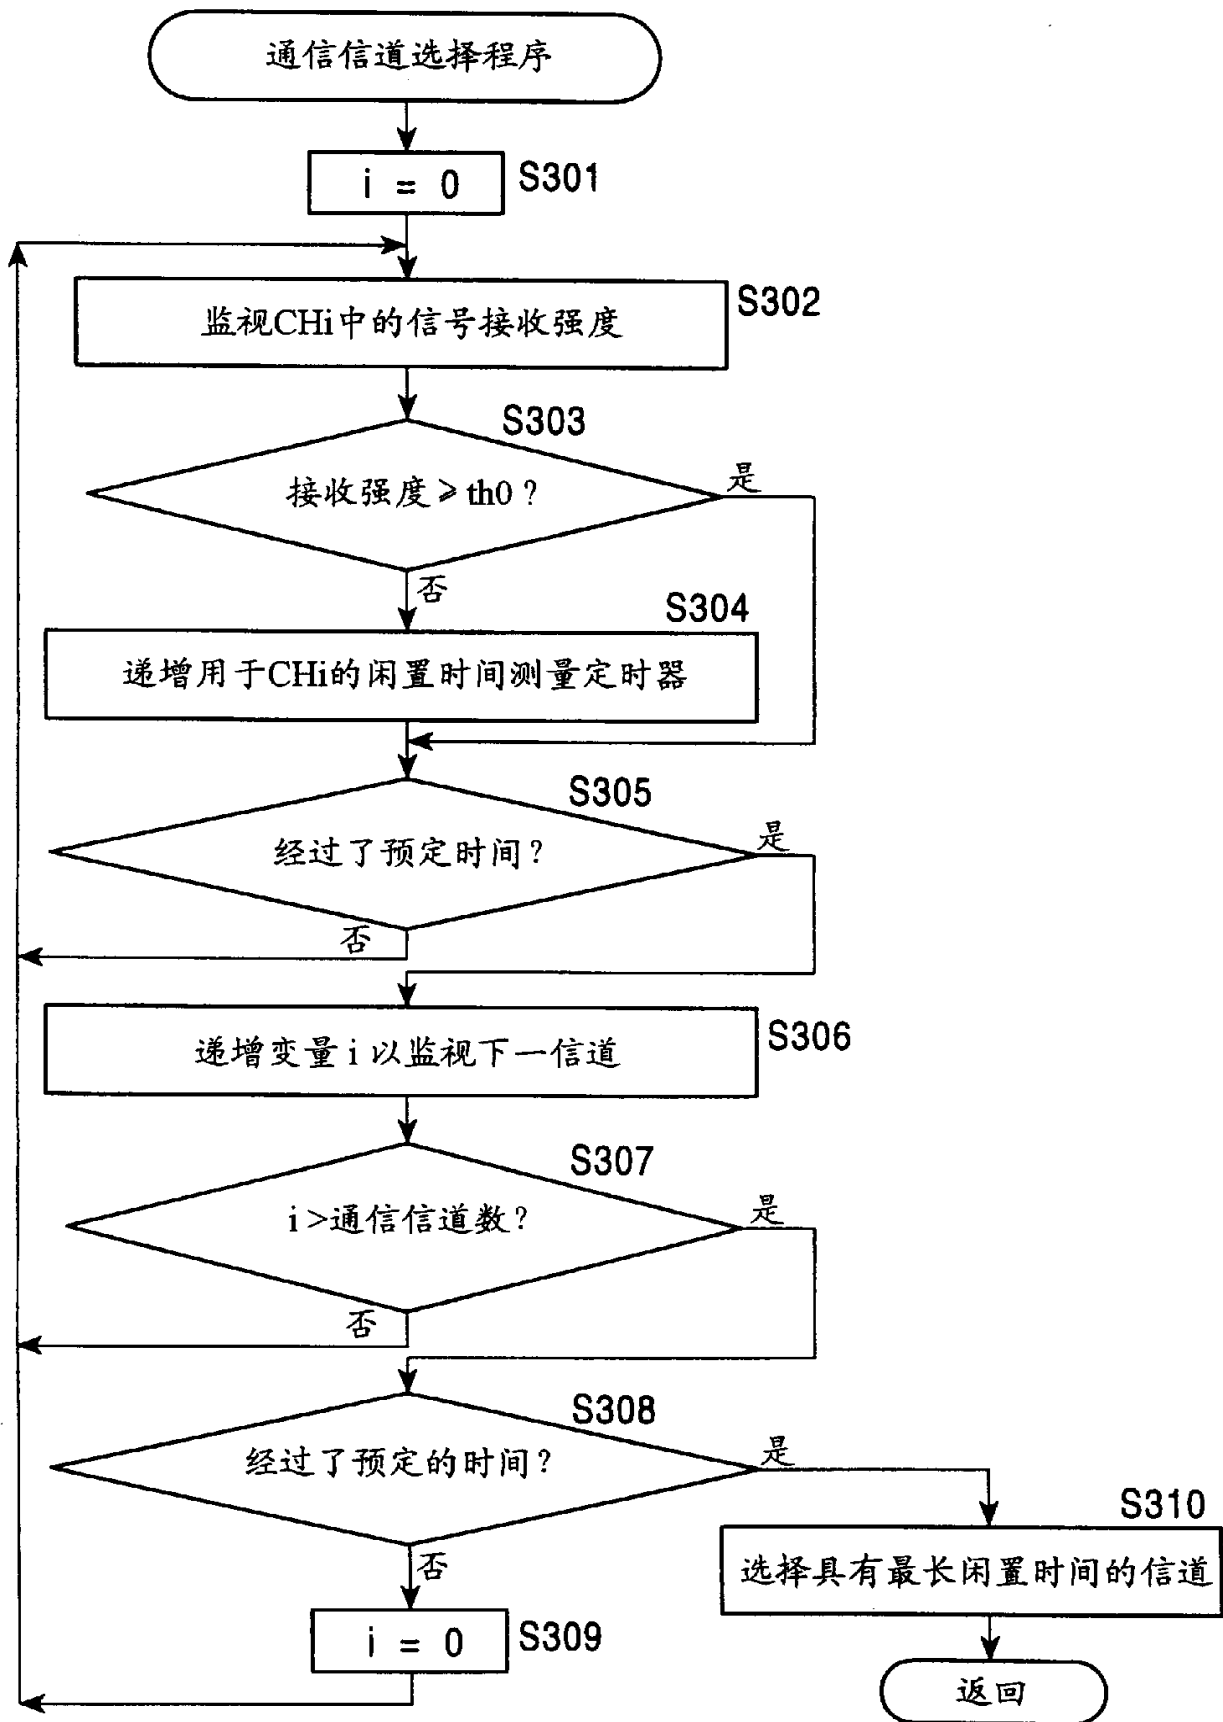 通信信道选择程序
i = 0
S301
监视CHi中的信号接收强度
S302
S303
接收强度≥th0？
是
否
S304
递增用于CHi的闲置时间测量定时器
S305
经过了预定时间？
是
否
递增变量 i 以监视下一信道
S306
S307
i >通信信道数？
是
否
S308
经过了预定的时间？
是
否
S310
选择具有最长闲置时间的信道
i = 0
S309
返回